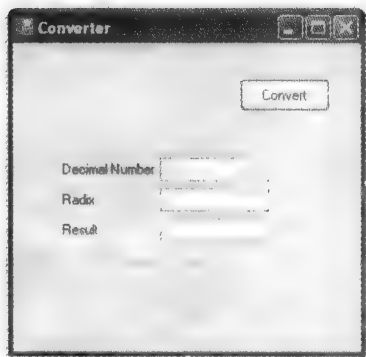 Converter
Convert
Decimal Number
Radix
Result